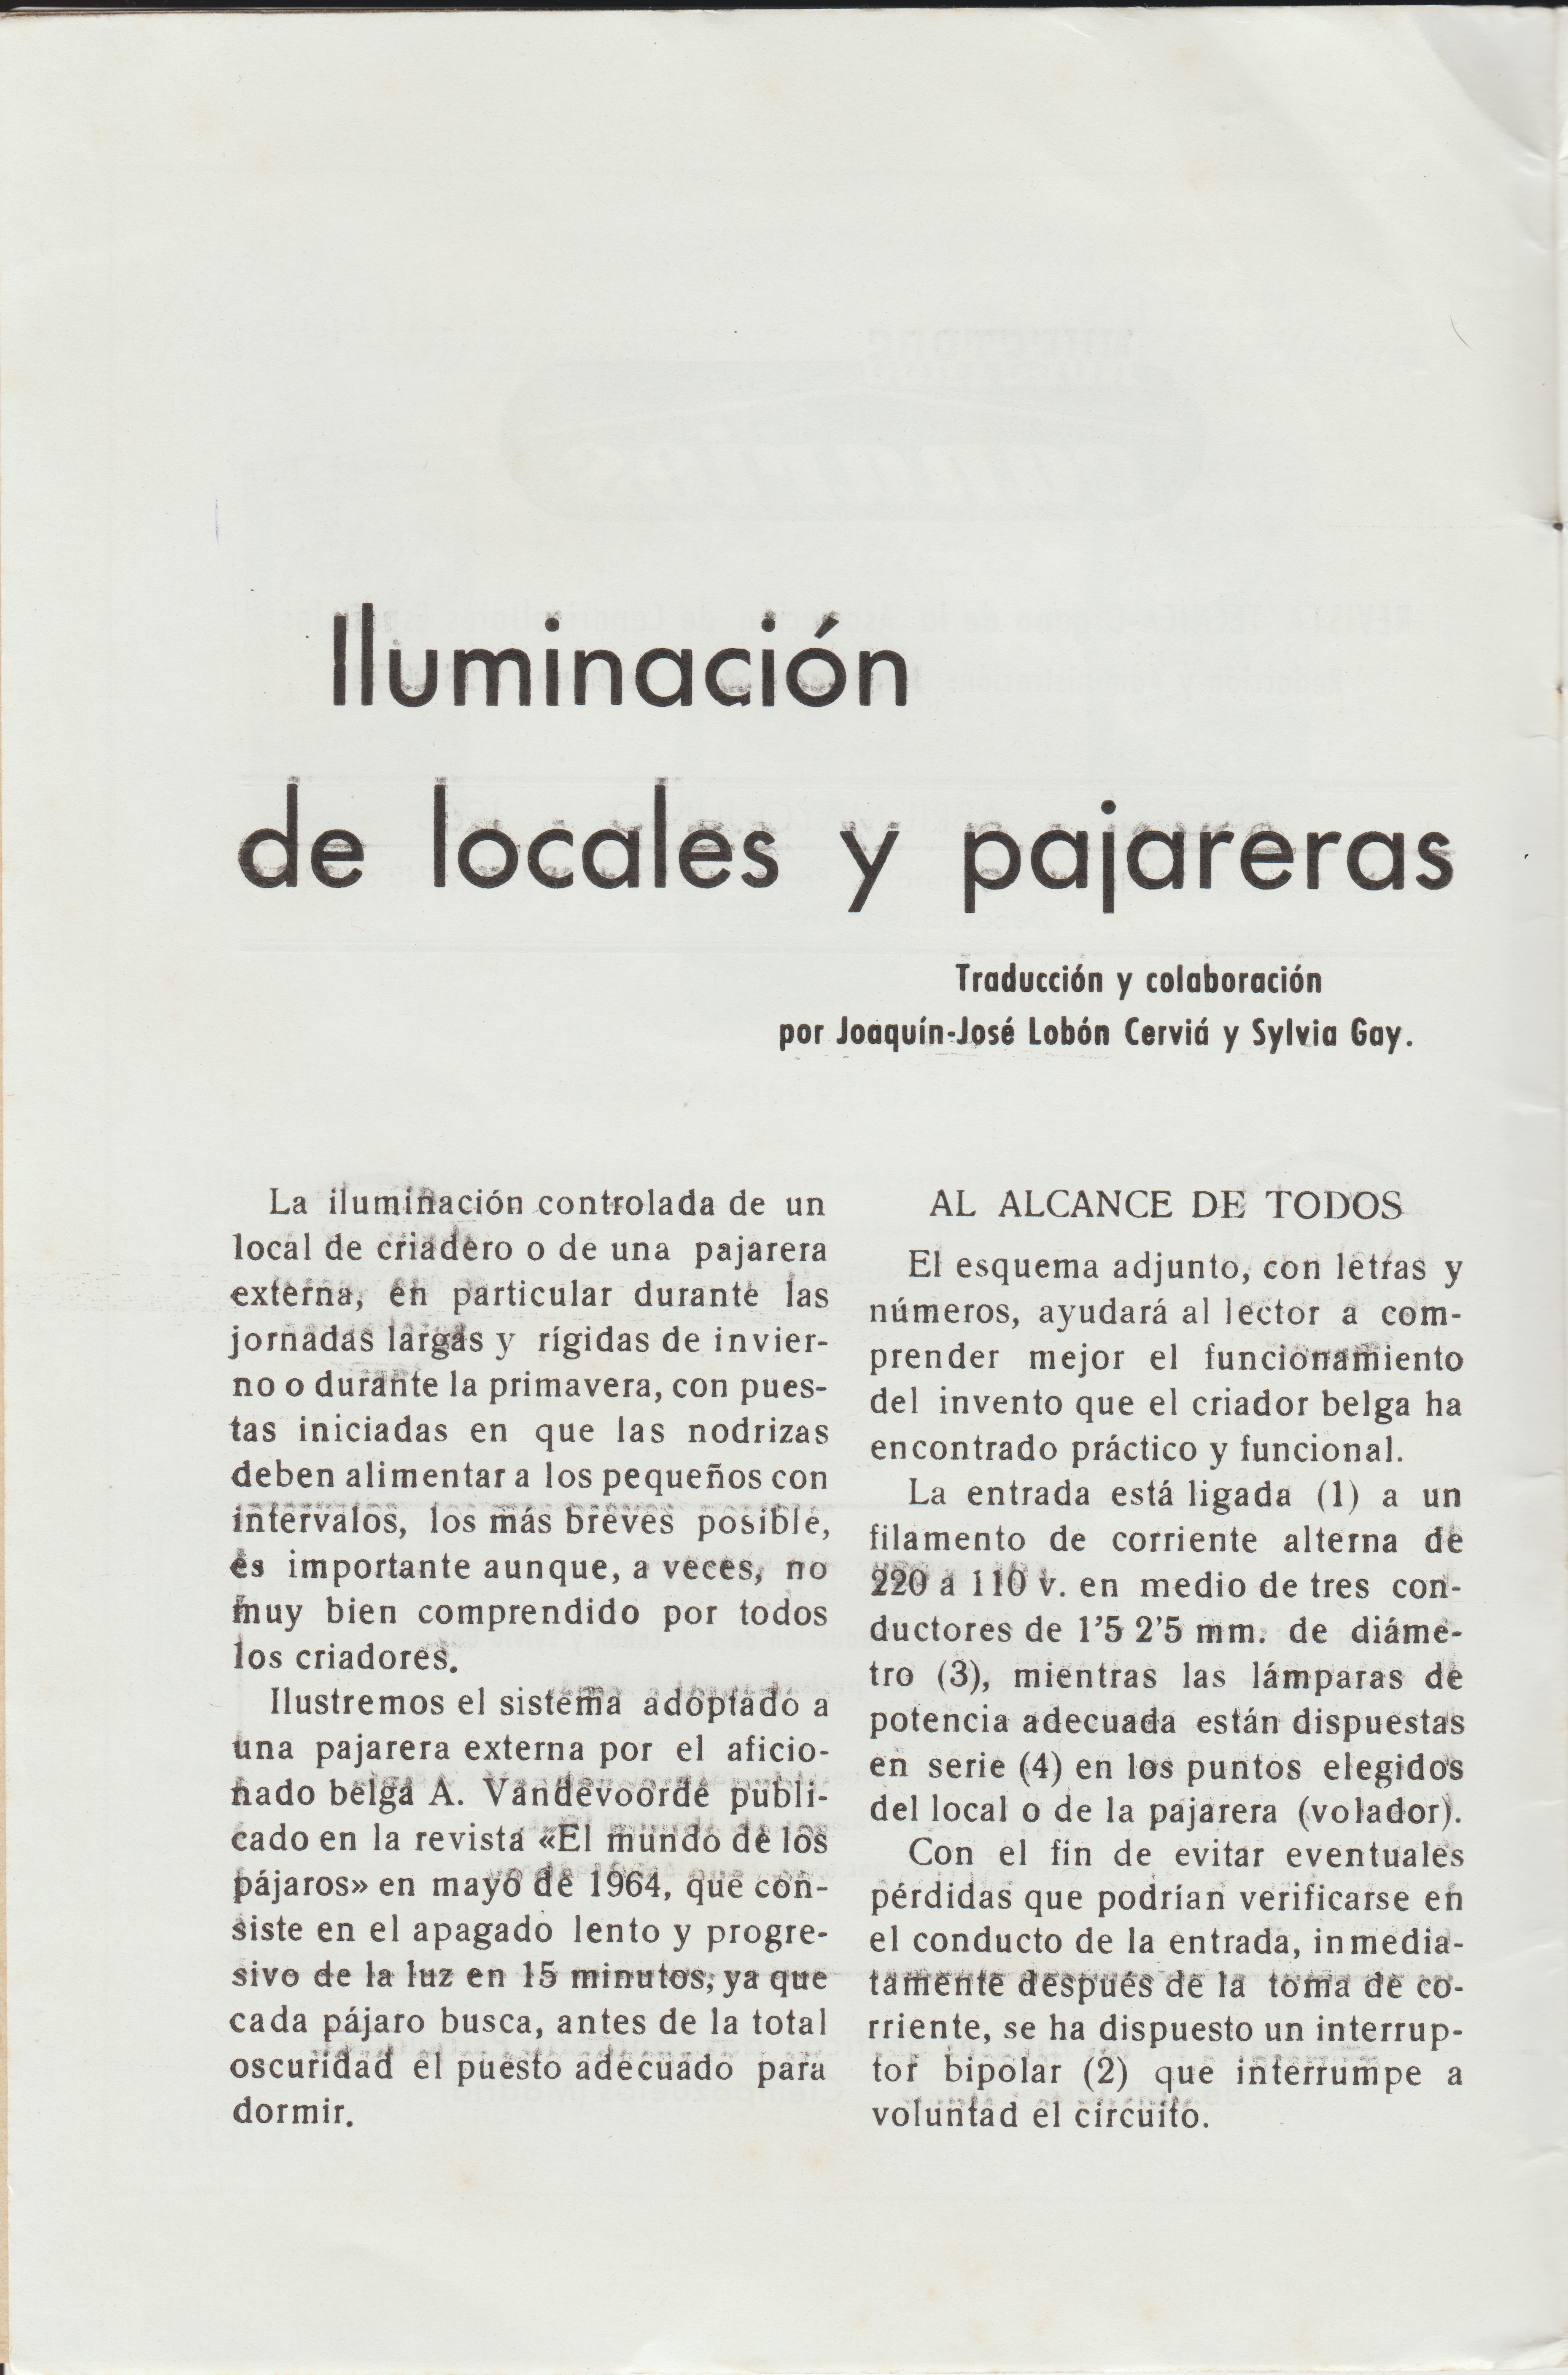 Iluminación
de locales y pajareras
Traducción y colaboración
por Joaquín-José Lobón Cerviá y Sylvia Gay.
La iluminación controlada de un
local de criadero o de una pajarera
externa, en particular durante las
jornadas largas y rígidas de invier-
no o durante la primavera, con pues-
tas iniciadas en que las nodrizas
deben alimentar a los pequeños con
intervalos, los más breves posible,
es importante aunque, a veces, no
muy bien comprendido por todos
los criadores.
Ilustremos el sistema adoptado a
una pajarera externa por el aficio-
nado belga A. Vandevoorde publi-
cado en la revista «El mundo de los
pájaros» en mayo de 1964, que con-
siste en el apagado lento y progre-
sivo de la luz en 15 minutos, ya que
cada pájaro busca, antes de la total
oscuridad el puesto adecuado para
dormir.
AL ALCANCE DE TODOS
El esquema adjunto, con letras y
números, ayudará al lector a com-
prender mejor el funcionamiento
del invento que el criador belga ha
encontrado práctico y funcional.
La entrada está ligada (1) a un
filamento de corriente alterna de
220 a 110 v. en medio de tres con-
ductores de 1'5 2'5 mm. de diáme-
tro (3), mientras las lámparas de
potencia adecuada están dispuestas
en serie (4) en los puntos elegidos
del local o de la pajarera (volador).
Con el fin de evitar eventuales
pérdidas que podrían verificarse en
el conducto de la entrada, inmedia-
tamente después de la toma de co-
rriente, se ha dispuesto un interrup-
tor bipolar (2) que interrumpe a
voluntad el circuito.